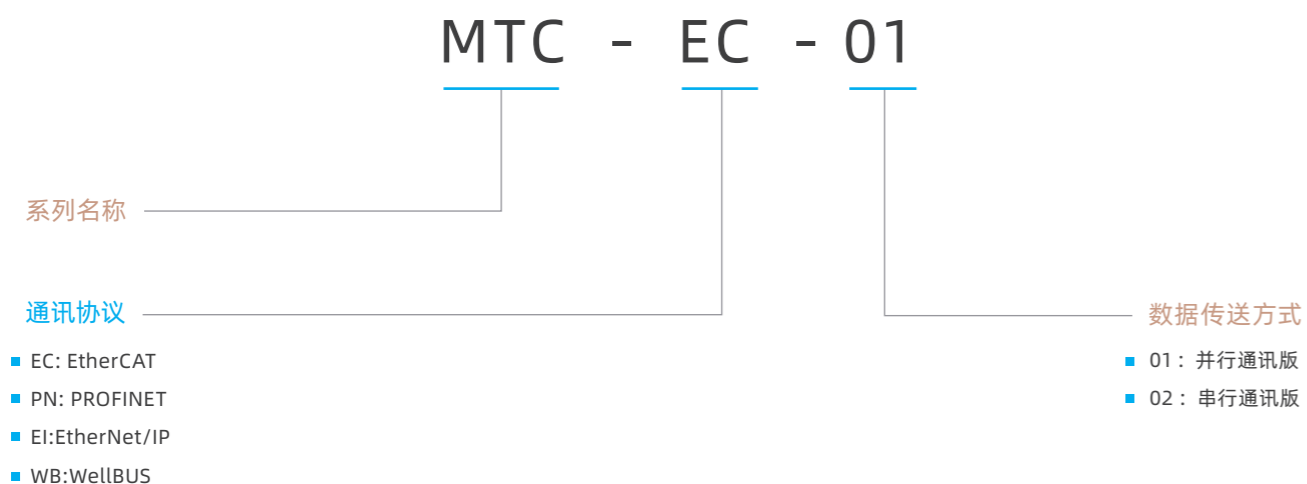 MTC - EC - 01
系列名称
通讯协议
EC: EtherCAT
PN: PROFINET
EI:EtherNet/IP
WB:WellBUS
数据传送方式
01：并行通讯版
02：串行通讯版